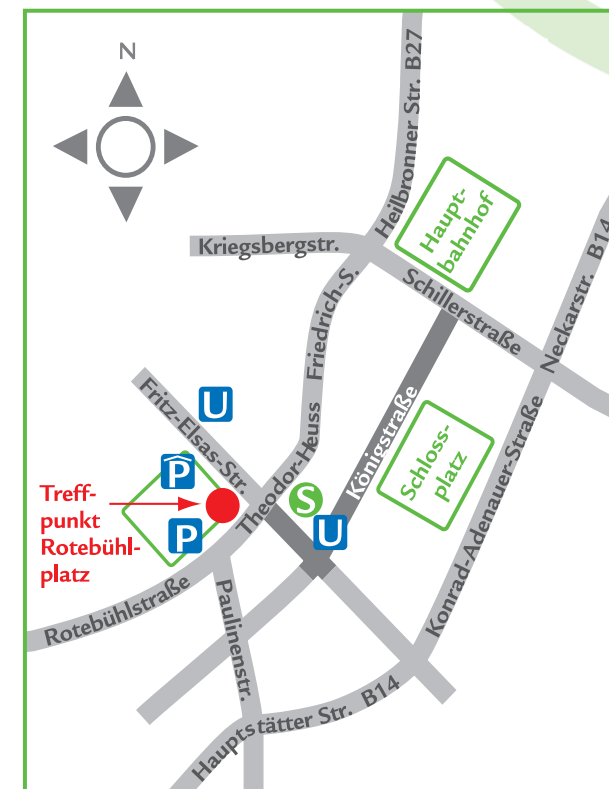 N
Heilbronner Str. B27
Haupt-
bahnhof
Kriegsbergstr.
Schillerstraße
Neckarstr. B14
Friedrich-S.
Fritz-Elsas-Str.
U
Königstraße
Schloss-
platz
Theodor-Heuss
P
S
Treff-
punkt
Rotebühl-
platz
P
U
Konrad-Adenauer-Straße
Rotebühlstraße
Paulinenstr.
Hauptstätter Str. B14